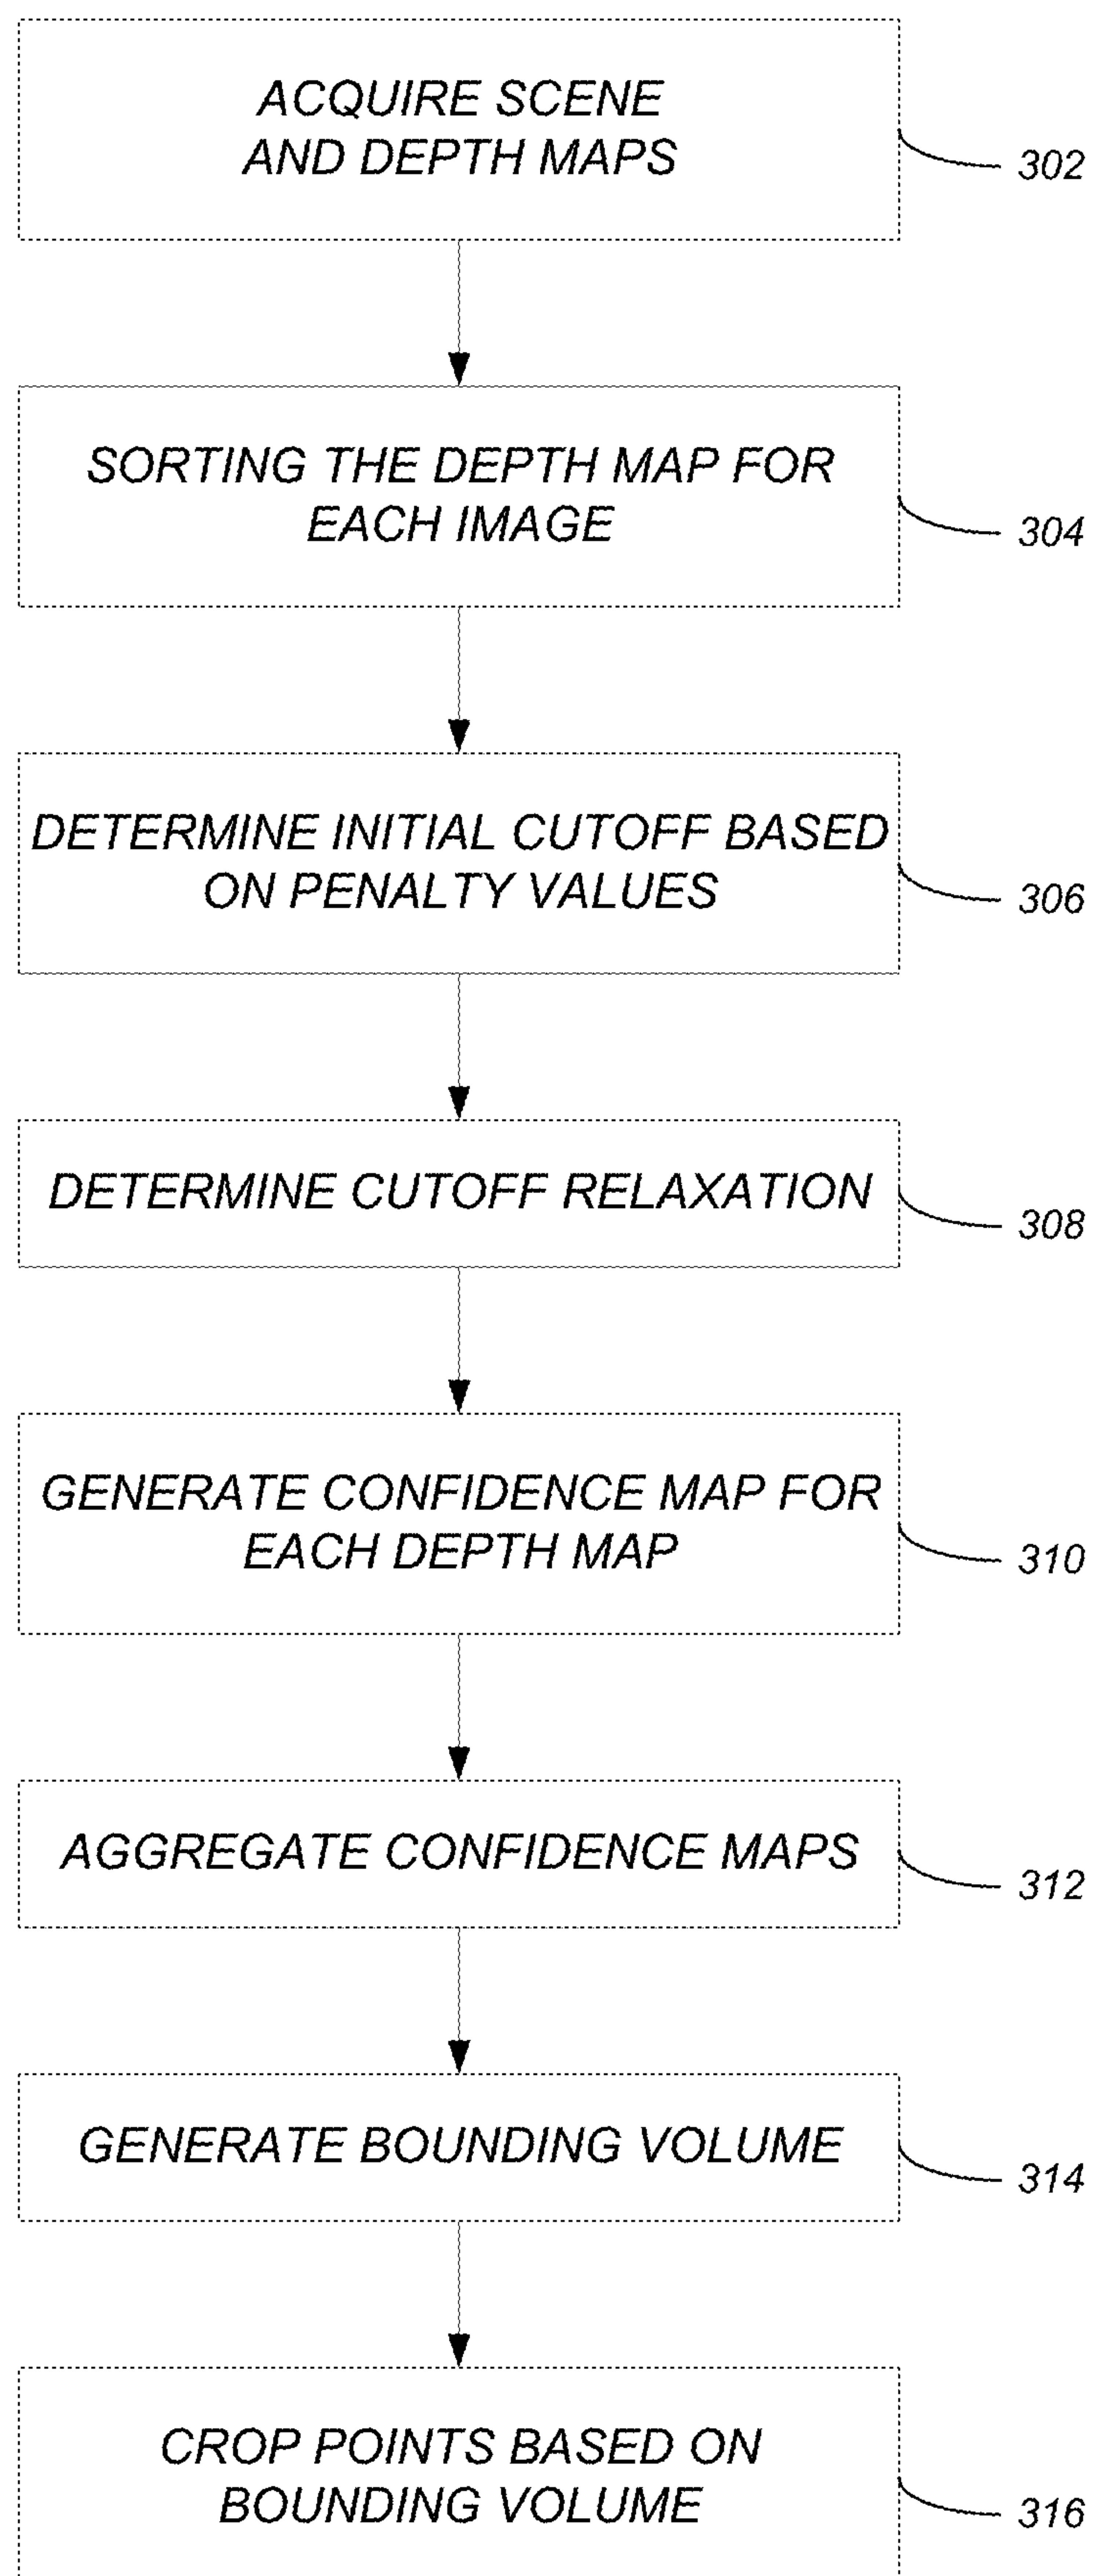 ACQUIRE SCENE
AND DEPTH MAPS
302
SORTING THE DEPTH MAP FOR
EACH IMAGE
304
DETERMINE INITIAL CUTOFF BASED
ON PENALTY VALUES
306
DETERMINE CUTOFF RELAXATION
308
GENERATE CONFIDENCE MAP FOR
EACH DEPTH MAP
310
AGGREGATE CONFIDENCE MAPS
312
GENERATE BOUNDING VOLUME
314
CROP POINTS BASED ON
BOUNDING VOLUME
316